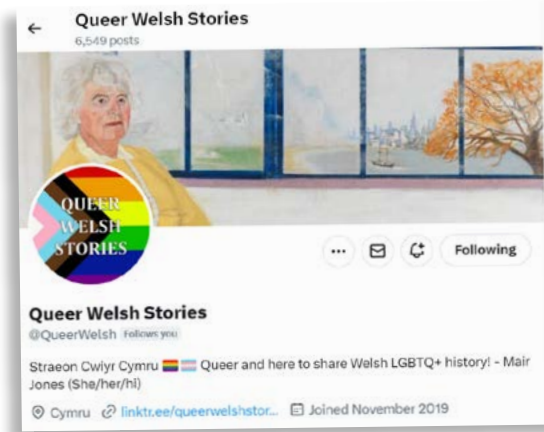 Queer Welsh Stories
6,549 posts
QUEER
WELSH
STORIES
Following
Queer Welsh Stories
@QueerWelsh Follows you
Straeon Cwiyr Cymru 🏳️‍🌈 🏳️‍⚧️ Queer and here to share Welsh LGBTQ+ history! - Mair
Jones (She/her/hi)
Cymru linktr.ee/queerwelshstor... Joined November 2019